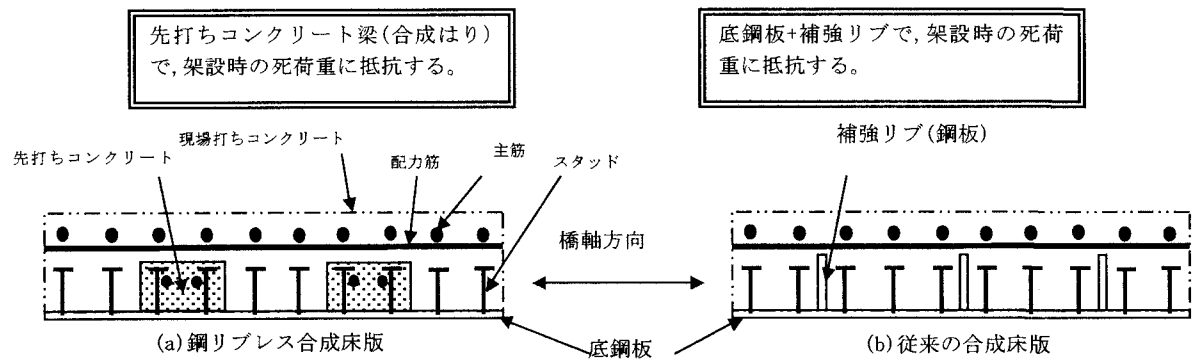 先打ちコンクリート梁(合成はり)
で,架設時の死荷重に抵抗する。
底鋼板+補強リブで,架設時の死荷
重に抵抗する。
補強リブ(鋼板)
現場打ちコンクリート
先打ちコンクリート
配力筋
主筋
スタッド
橋軸方向
(a)鋼リブレス合成床版
底鋼板
(b)従来の合成床版